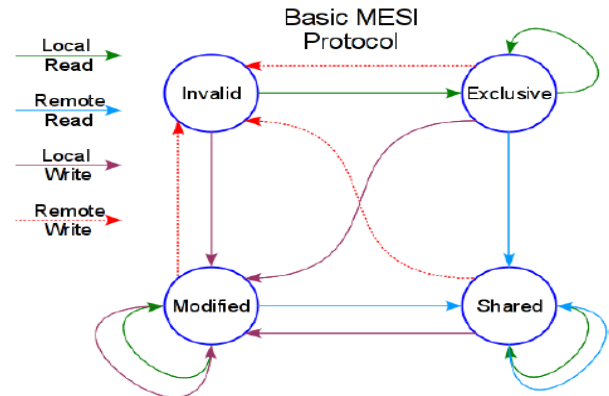 Basic MESI
Protocol
Local
Read
Remote
Read
Local
Write
Remote
Write
Invalid
Exclusive
Modified
Shared